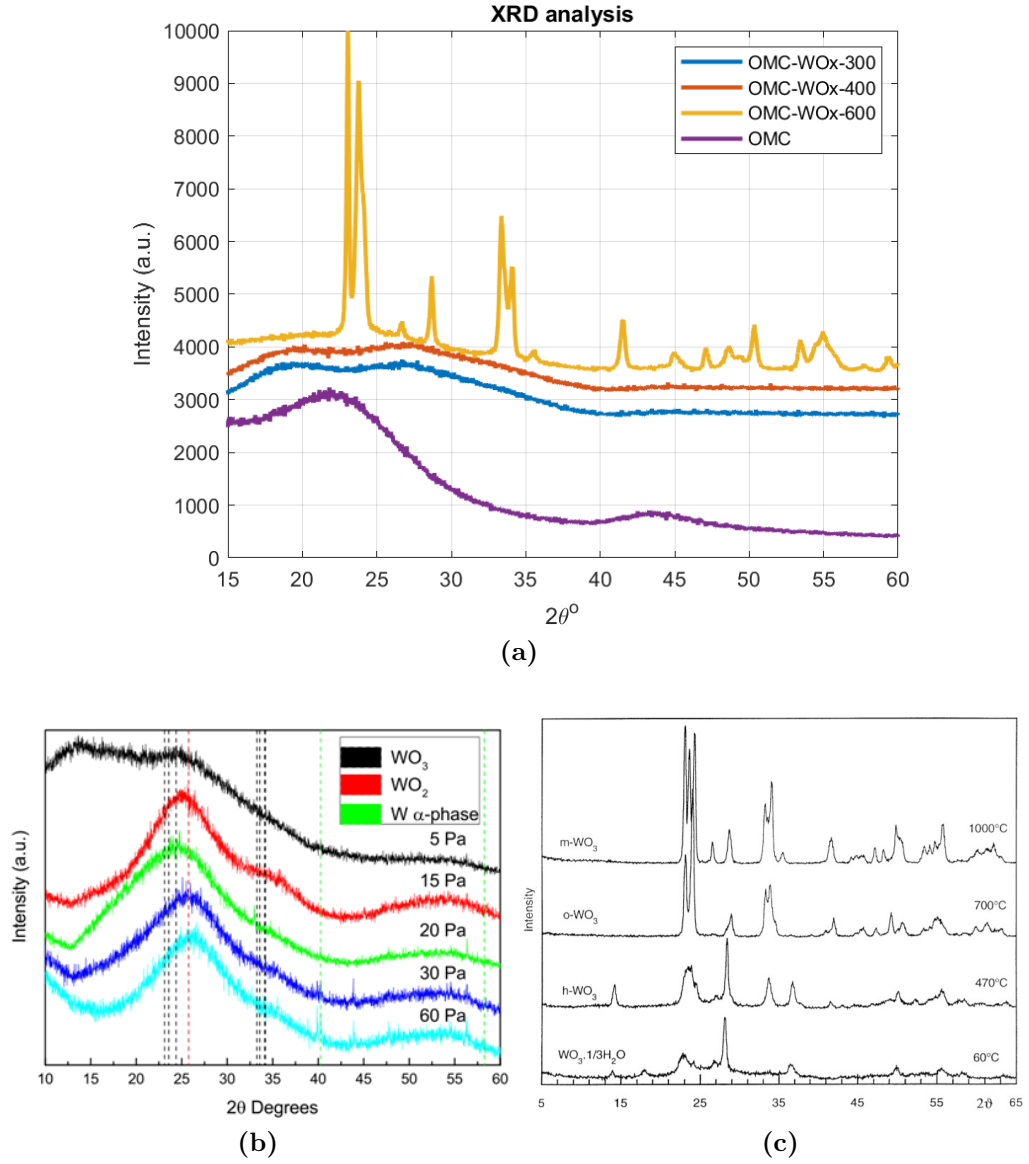 XRD analysis
10000
9000
8000
7000
6000
5000
4000
3000
2000
1000
0
Intensity (a.u.)
OMC-WOx-300
OMC-WOx-400
OMC-WOx-600
OMC
15 20 25 30 35 40 45 50 55 60
2θ°
(a)
Intensity (a.u.)
WO₃
WO₂
W α-phase
5 Pa
15 Pa
20 Pa
30 Pa
60 Pa
10 15 20 25 30 35 40 45 50 55 60
2θ Degrees
(b)
Intensity
m-WO₃ 1000°C
o-WO₃ 700°C
h-WO₃ 470°C
WO₃.1/3H₂O 60°C
5 15 25 35 45 55 2ϑ 65
(c)